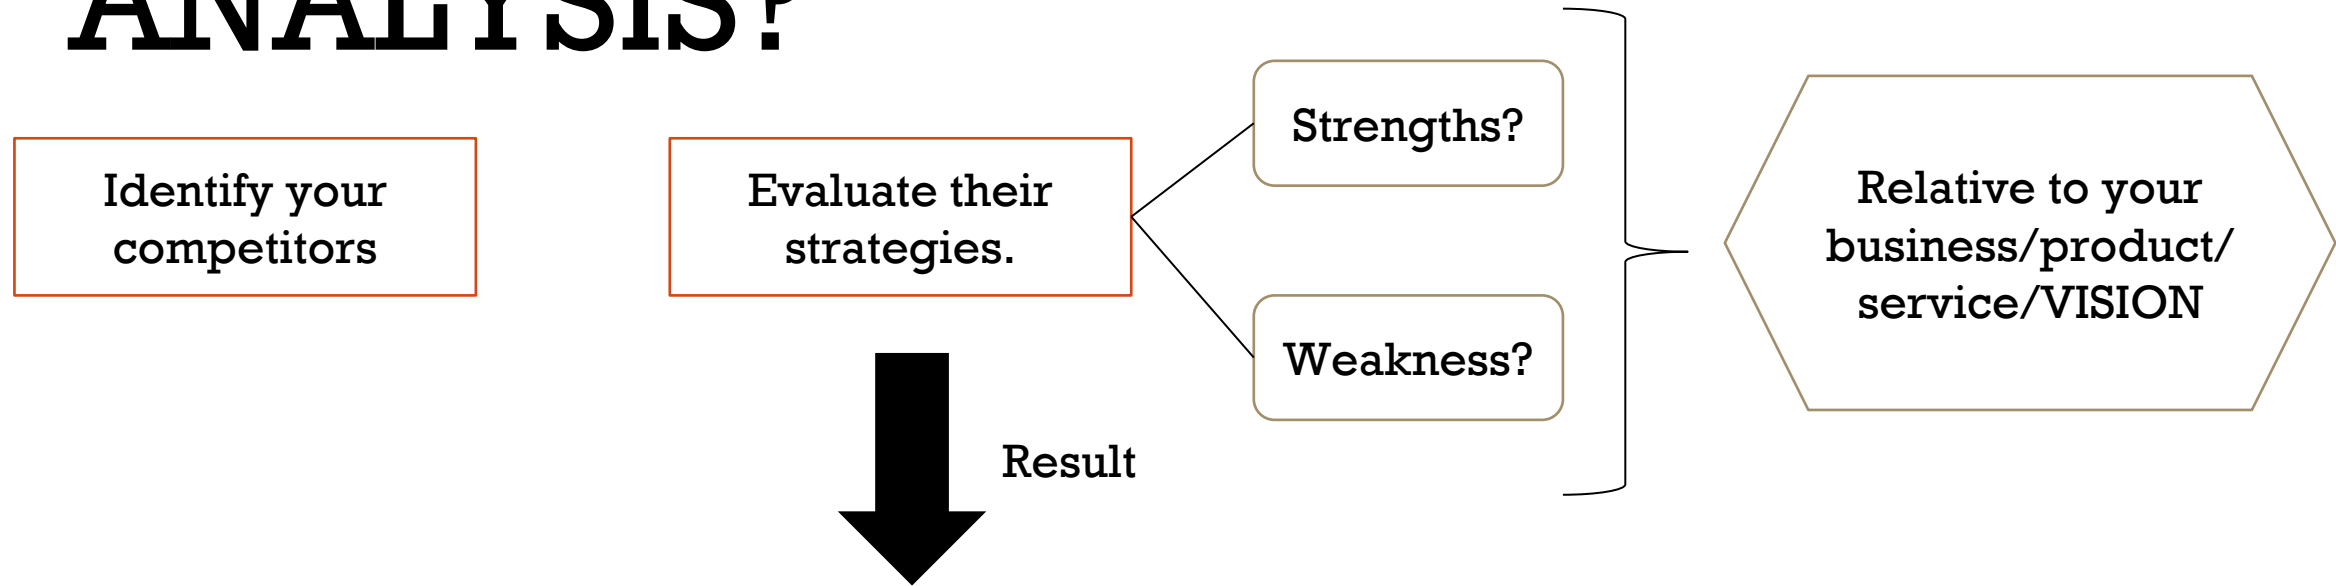 ANALYSIS?
Identify your
competitors
Evaluate their
strategies.
Strengths?
Weakness?
Relative to your
business/product/
service/VISION
Result